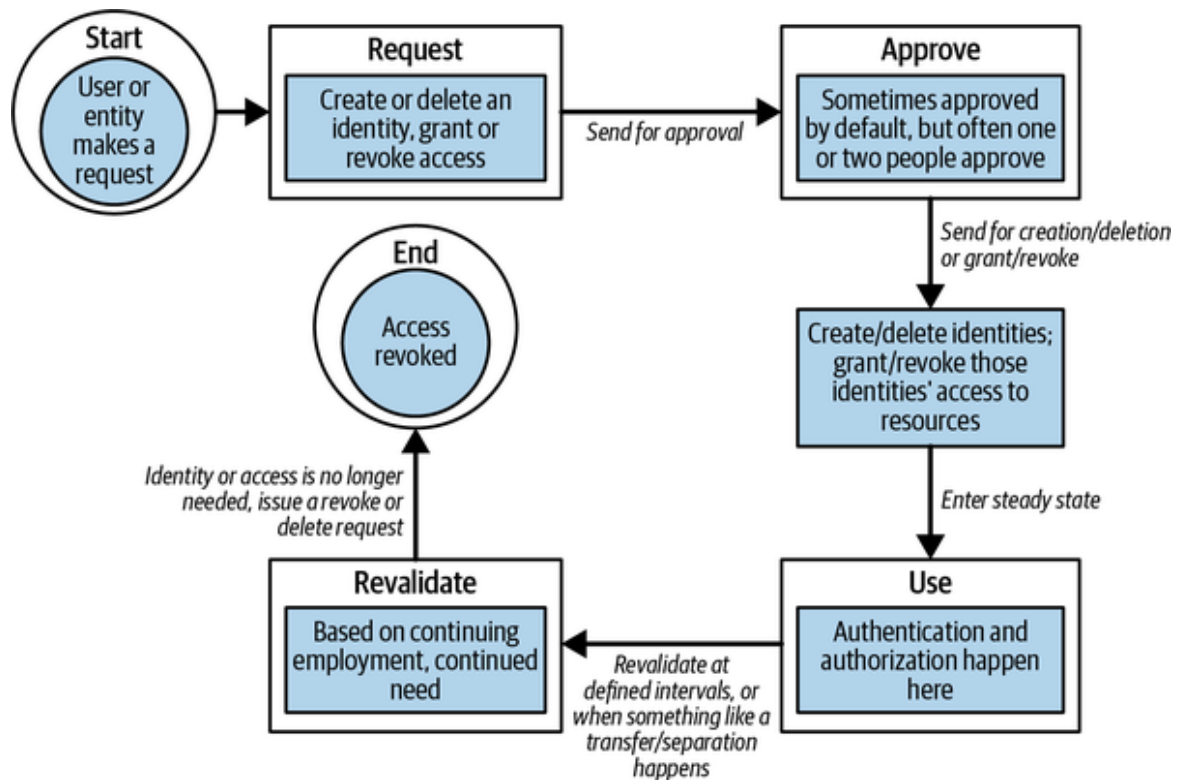 Start
User or
entity
makes a
request
Request
Create or delete an
identity, grant or
revoke access
Send for approval
Approve
Sometimes approved
by default, but often one
or two people approve
Send for creation/deletion
or grant/revoke
Create/delete identities;
grant/revoke those
identities' access to
resources
Enter steady state
Use
Authentication and
authorization happen
here
Revalidate at
defined intervals, or
when something like a
transfer/separation
happens
Revalidate
Based on continuing
employment, continued
need
Identity or access is no longer
needed, issue a revoke or
delete request
End
Access
revoked